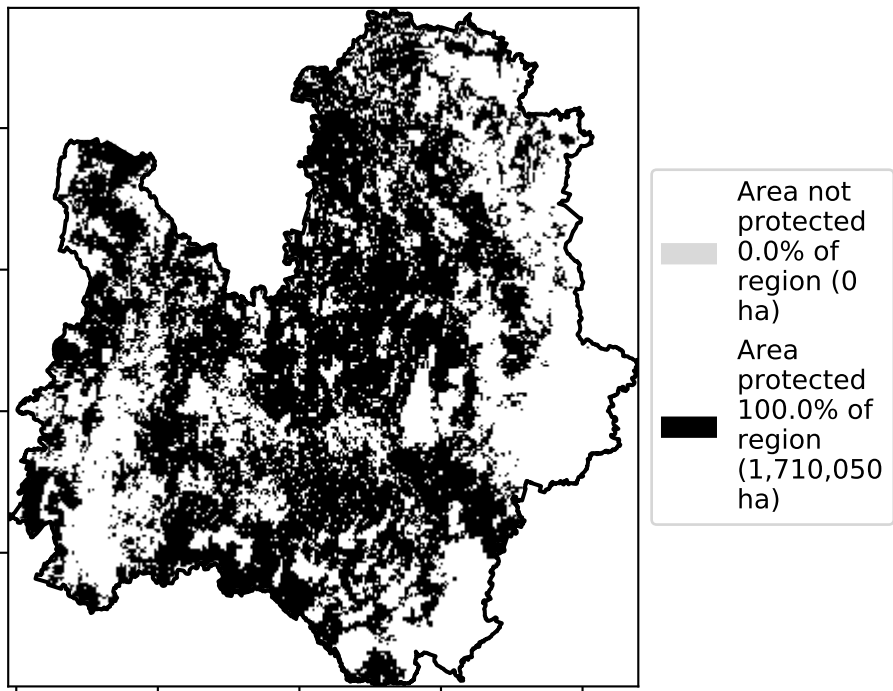 Area not
protected
0.0% of
region (0
ha)
Area
protected
100.0% of
region
(1,710,050
ha)